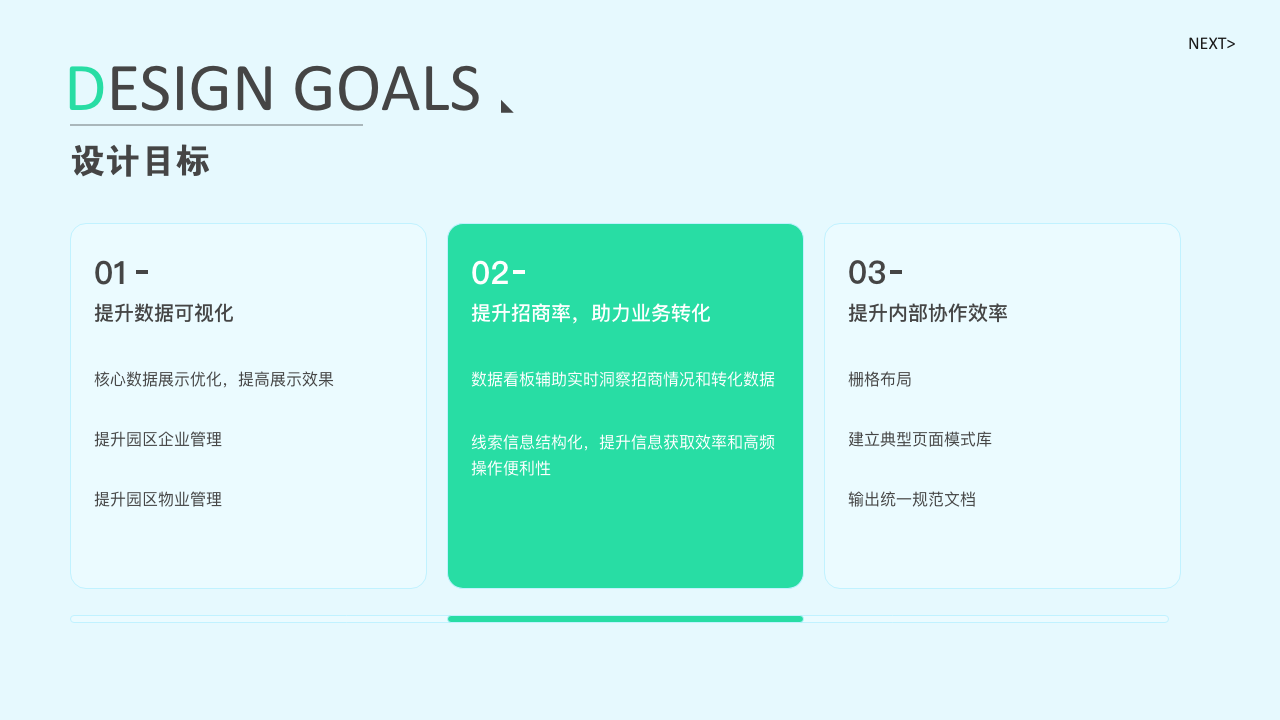 NEXT>
DESIGN GOALS
设计目标
01 -
提升数据可视化
核心数据展示优化，提高展示效果
提升园区企业管理
提升园区物业管理
02-
提升招商率，助力业务转化
数据看板辅助实时洞察招商情况和转化数据
线索信息结构化，提升信息获取效率和高频
操作便利性
03-
提升内部协作效率
栅格布局
建立典型页面模式库
输出统一规范文档